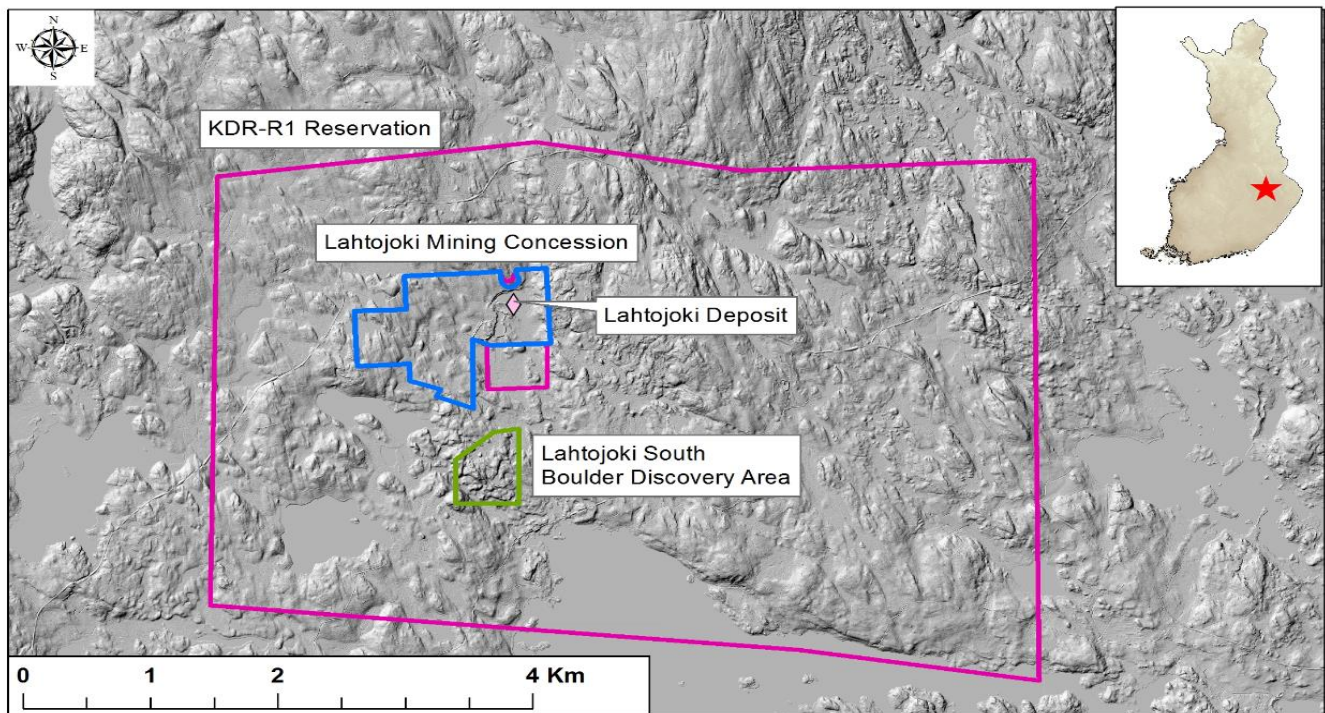 N
W E
S
KDR-R1 Reservation
Lahtojoki Mining Concession
Lahtojoki Deposit
Lahtojoki South
Boulder Discovery Area
0 1 2 4 Km